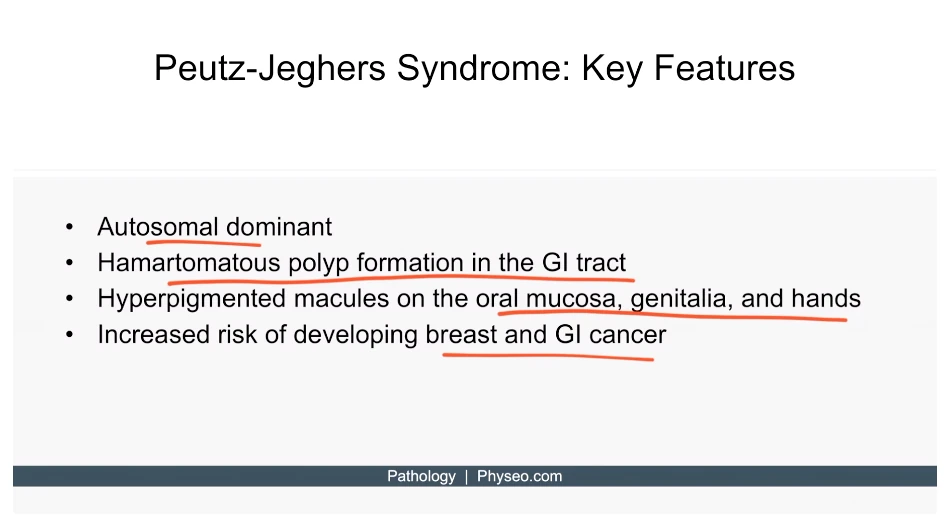 Peutz-Jeghers Syndrome: Key Features
• Autosomal dominant
• Hamartomatous polyp formation in the GI tract
• Hyperpigmented macules on the oral mucosa, genitalia, and hands
• Increased risk of developing breast and GI cancer
Pathology | Physeo.com